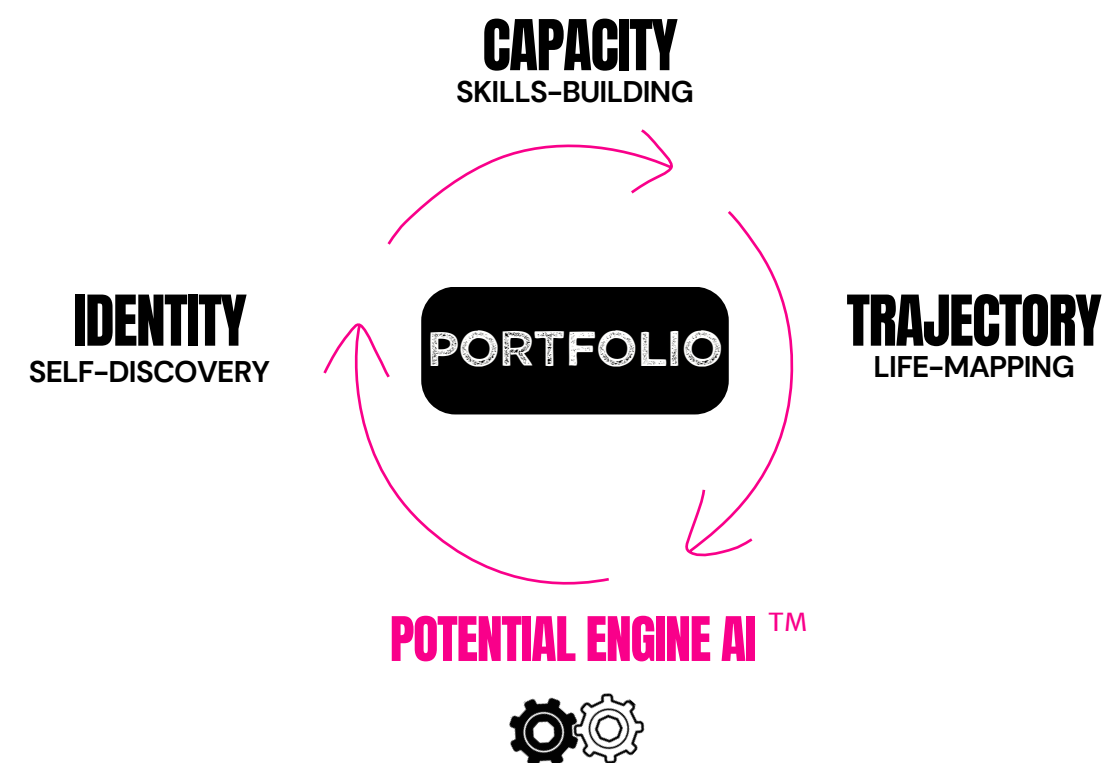 CAPACITY
SKILLS-BUILDING
IDENTITY
SELF-DISCOVERY
PORTFOLIO
TRAJECTORY
LIFE-MAPPING
POTENTIAL ENGINE AI ™